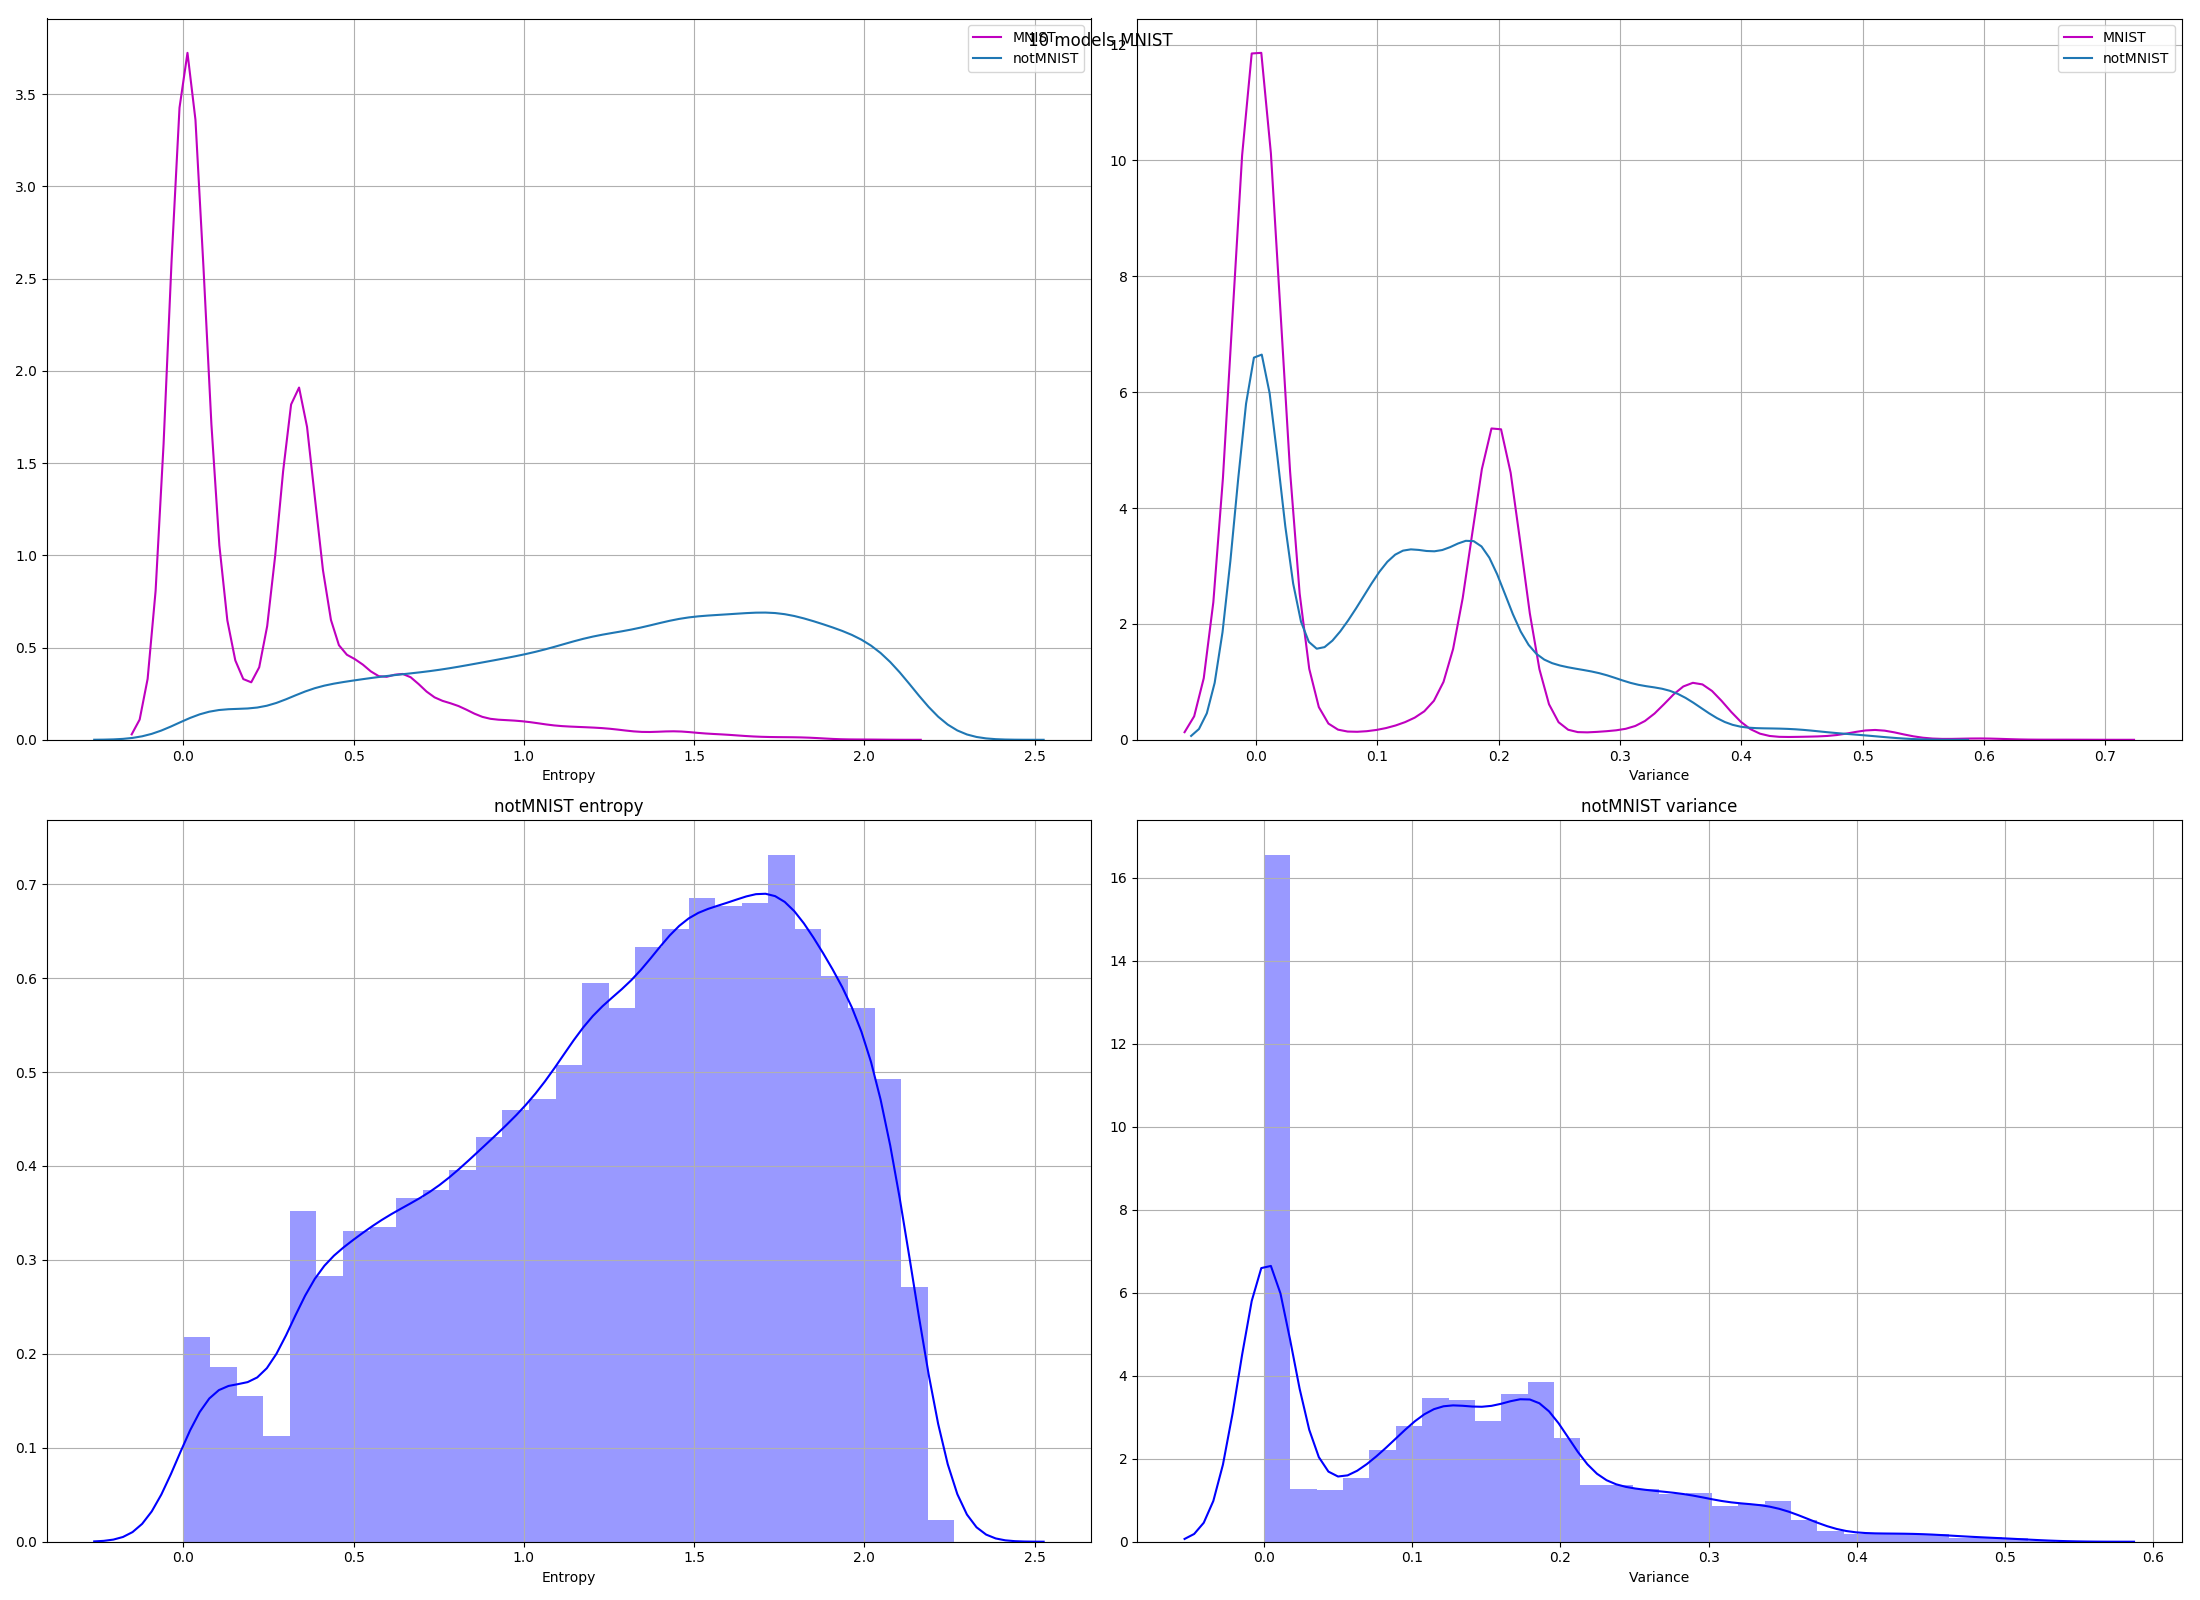 10 models MNIST
MNIST
notMNIST
3.5
3.0
2.5
2.0
1.5
1.0
0.5
0.0
0.0 0.5 1.0 1.5 2.0 2.5
Entropy
MNIST
notMNIST
12
10
8
6
4
2
0
0.0 0.1 0.2 0.3 0.4 0.5 0.6 0.7
Variance
notMNIST entropy
0.7
0.6
0.5
0.4
0.3
0.2
0.1
0.0
0.0 0.5 1.0 1.5 2.0 2.5
Entropy
notMNIST variance
16
14
12
10
8
6
4
2
0
0.0 0.1 0.2 0.3 0.4 0.5 0.6
Variance